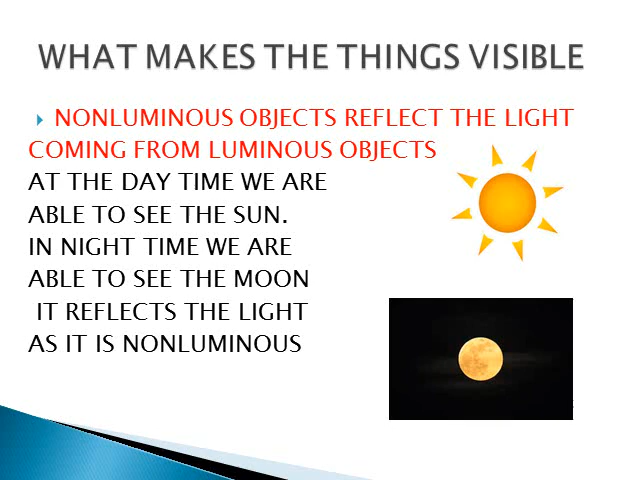 WHAT MAKES THE THINGS VISIBLE
NONLUMINOUS OBJECTS REFLECT THE LIGHT
COMING FROM LUMINOUS OBJECTS
AT THE DAY TIME WE ARE
ABLE TO SEE THE SUN.
IN NIGHT TIME WE ARE
ABLE TO SEE THE MOON
IT REFLECTS THE LIGHT
AS IT IS NONLUMINOUS